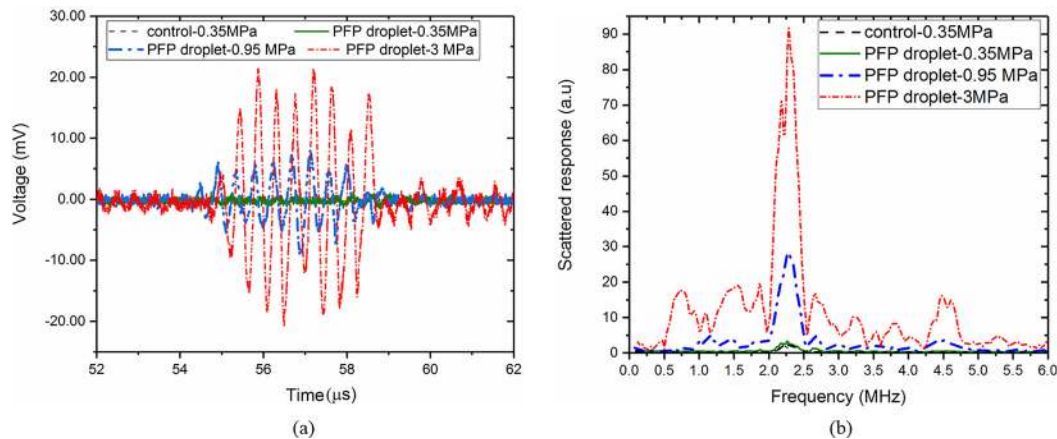 control-0.35MPa
PFP droplet-0.35MPa
PFP droplet-0.95 MPa
PFP droplet-3 MPa
20.00
10.00
0.00
-10.00
-20.00
Voltage (mV)
52 54 56 58 60 62
Time(μs)
(a)
control-0.35MPa
PFP droplet-0.35MPa
PFP droplet-0.95 MPa
PFP droplet-3MPa
90
80
70
60
50
40
30
20
10
0
Scattered response (a.u)
0.0 0.5 1.0 1.5 2.0 2.5 3.0 3.5 4.0 4.5 5.0 5.5 6.0
Frequency (MHz)
(b)